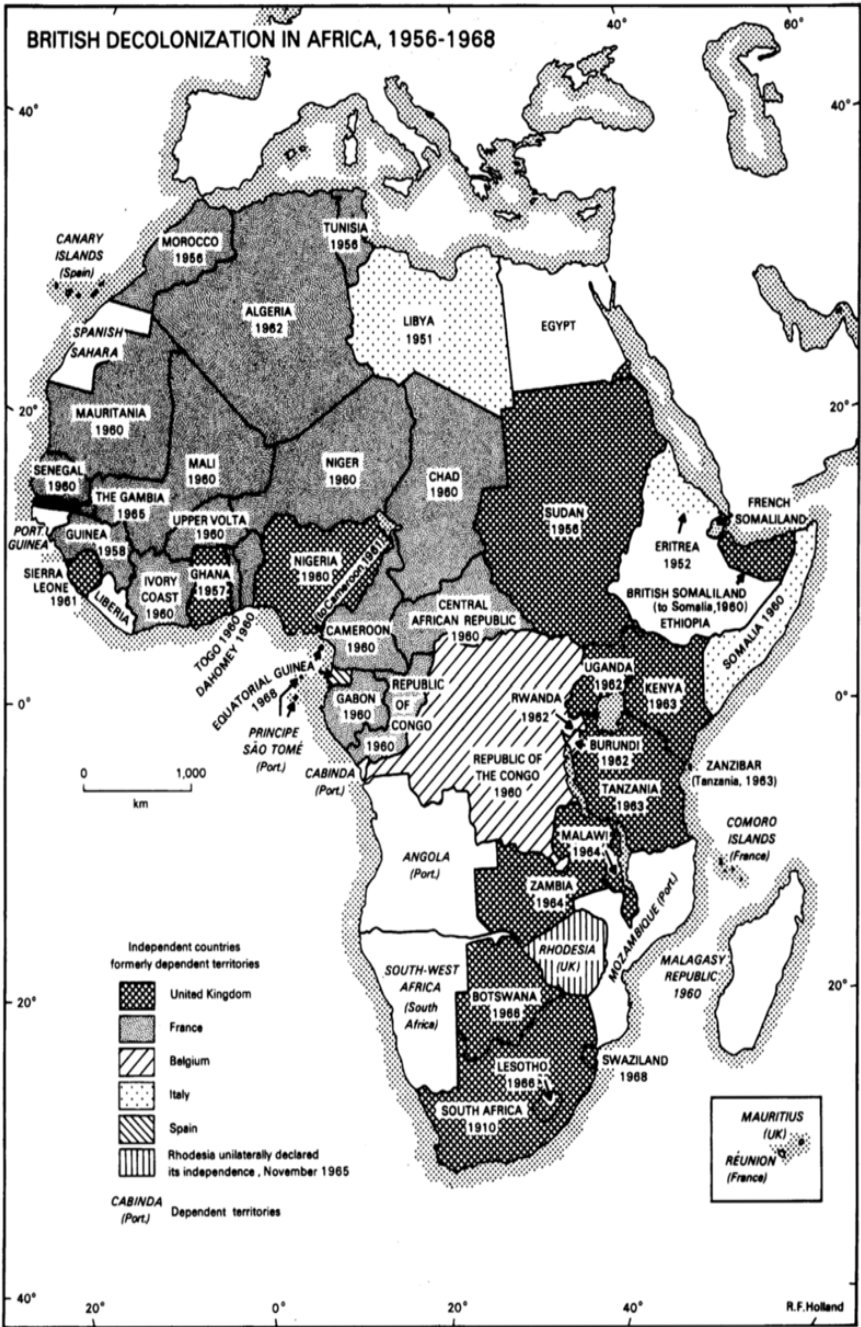 BRITISH DECOLONIZATION IN AFRICA, 1956-1968
40°
60°
40°
40°
CANARY
ISLANDS
(Spain)
MOROCCO
1956
TUNISIA
1956
ALGERIA
1962
LIBYA
1951
EGYPT
SPANISH
SAHARA
20°
20°
MAURITANIA
1960
MALI
1960
NIGER
1960
CHAD
1960
SUDAN
1956
SENEGAL
1960
THE GAMBIA
1965
UPPER VOLTA
1960
FRENCH
SOMALILAND
PORT.
GUINEA
GUINEA
1958
ERITREA
1952
SIERRA
LEONE
1961
LIBERIA
IVORY
COAST
1960
GHANA
1957
NIGERIA
1960
(to Cameroon, 1961)
BRITISH SOMALILAND
(to Somalia, 1960)
ETHIOPIA
SOMALIA 1960
TOGO 1960
DAHOMEY 1960
CAMEROON
1960
CENTRAL
AFRICAN REPUBLIC
1960
EQUATORIAL GUINEA
1968
GABON
1960
REPUBLIC
OF
CONGO
1960
UGANDA
1962
KENYA
1963
0°
0°
PRINCIPE
SÃO TOMÉ
(Port.)
RWANDA
1962
BURUNDI
1962
0
1,000
km
CABINDA
(Port.)
REPUBLIC OF
THE CONGO
1960
TANZANIA
1963
ZANZIBAR
(Tanzania, 1963)
COMORO
ISLANDS
(France)
ANGOLA
(Port.)
MALAWI
1964
ZAMBIA
1964
MOZAMBIQUE (Port.)
RHODESIA
(UK)
MALAGASY
REPUBLIC
1960
SOUTH-WEST
AFRICA
(South
Africa)
20°
20°
BOTSWANA
1966
LESOTHO
1966
SWAZILAND
1968
SOUTH AFRICA
1910
Independent countries
formerly dependent territories
United Kingdom
France
Belgium
Italy
Spain
Rhodesia unilaterally declared
its independence, November 1965
CABINDA
(Port.)
Dependent territories
MAURITIUS
(UK)
RÉUNION
(France)
40°
20°
0°
20°
40°
R.F.Holland